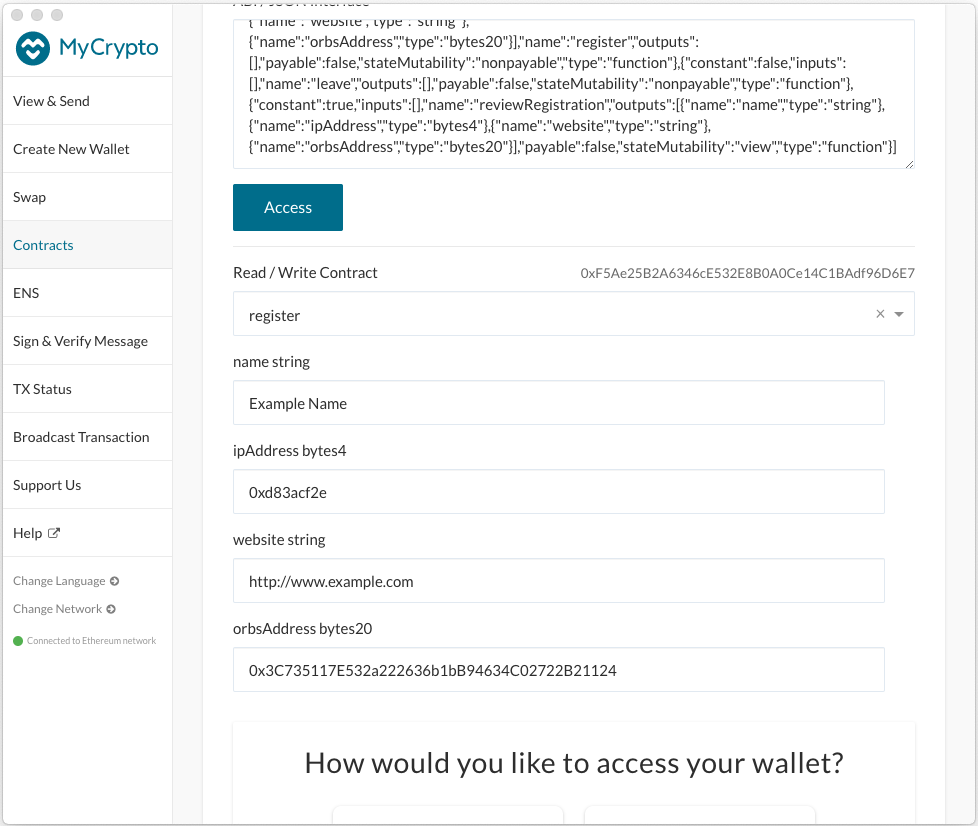 MyCrypto
View & Send
Create New Wallet
Swap
Contracts
ENS
Sign & Verify Message
TX Status
Broadcast Transaction
Support Us
Help
Change Language
Change Network
Connected to Ethereum network
{"name":"website","type":"string"},
{"name":"orbsAddress","type":"bytes20"}],"name":"register","outputs":
[],"payable":false,"stateMutability":"nonpayable","type":"function"},{"constant":false,"inputs":
[],"name":"leave","outputs":[],"payable":false,"stateMutability":"nonpayable","type":"function"},
{"constant":true,"inputs":[],"name":"reviewRegistration","outputs":[{"name":"name","type":"string"},
{"name":"ipAddress","type":"bytes4"},{"name":"website","type":"string"},
{"name":"orbsAddress","type":"bytes20"}],"payable":false,"stateMutability":"view","type":"function"}]
Access
Read / Write Contract
0xF5Ae25B2A6346cE532E8B0A0Ce14C1BAdf96D6E7
register
name string
Example Name
ipAddress bytes4
0xd83acf2e
website string
http://www.example.com
orbsAddress bytes20
0x3C735117E532a222636b1bB94634C02722B21124
How would you like to access your wallet?